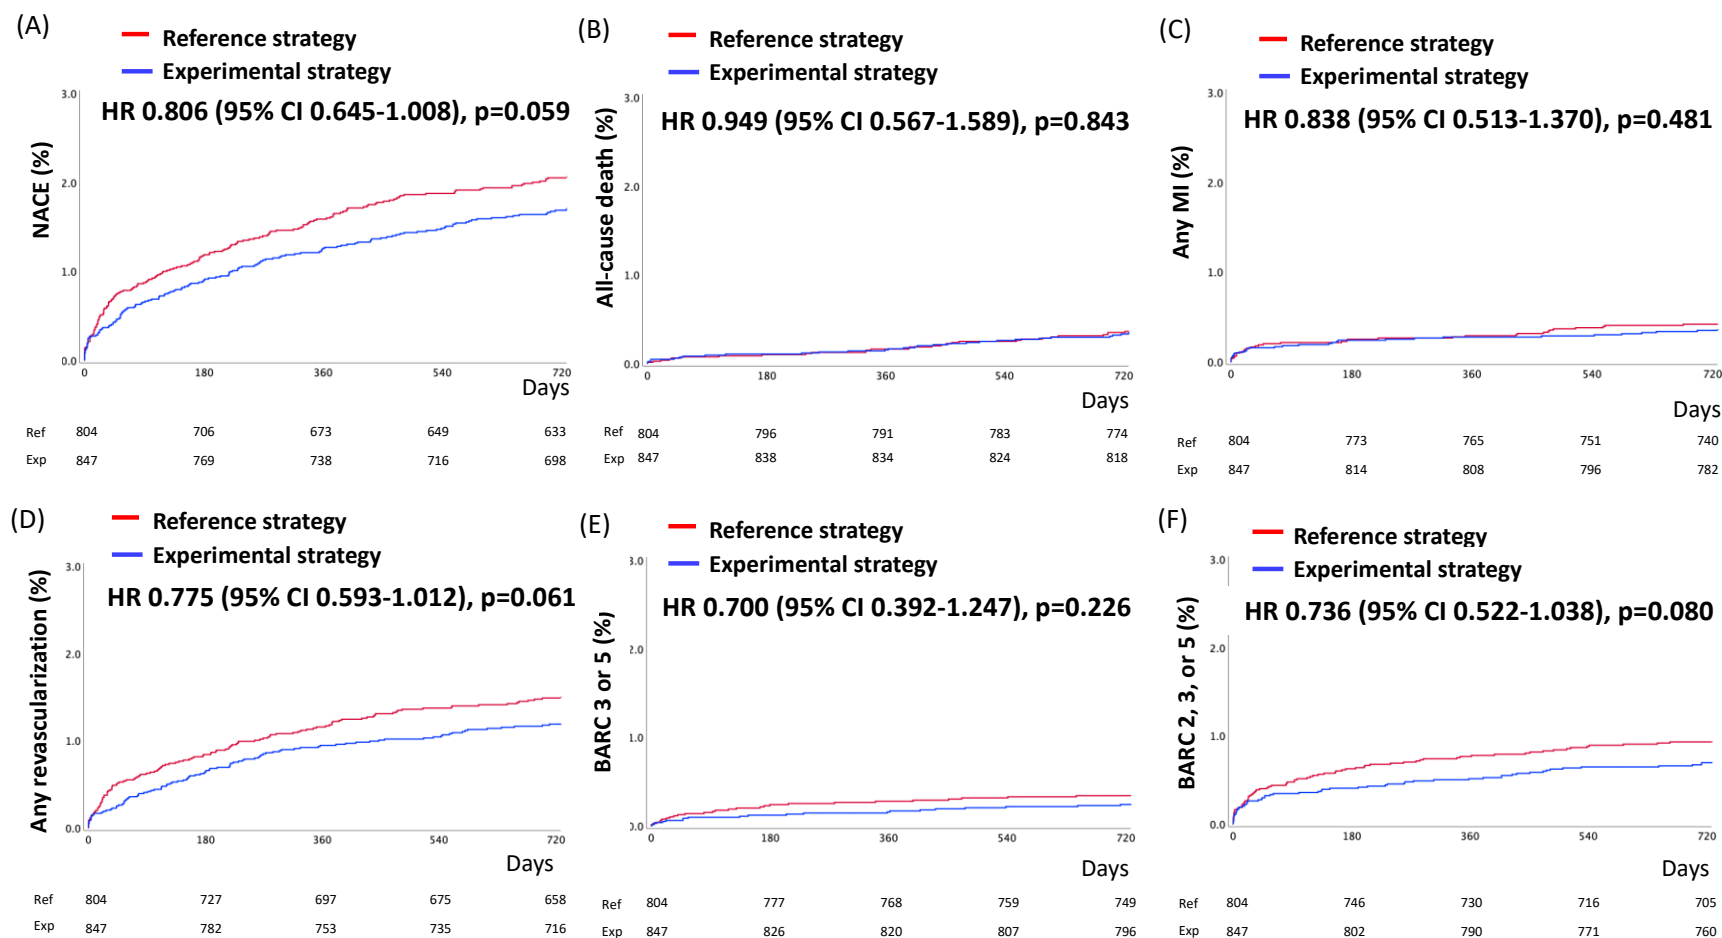 (A)
Reference strategy
Experimental strategy
HR 0.806 (95% CI 0.645-1.008), p=0.059
NACE (%)
3.0
2.0
1.0
0.0
0 180 360 540 720
Days
Ref 804 706 673 649 633
Exp 847 769 738 716 698
(B)
Reference strategy
Experimental strategy
HR 0.949 (95% CI 0.567-1.589), p=0.843
All-cause death (%)
3.0
2.0
1.0
0.0
0 180 360 540 720
Days
Ref 804 796 791 783 774
Exp 847 838 834 824 818
(C)
Reference strategy
Experimental strategy
HR 0.838 (95% CI 0.513-1.370), p=0.481
Any MI (%)
3.0
2.0
1.0
0.0
0 180 360 540 720
Days
Ref 804 773 765 751 740
Exp 847 814 808 796 782
(D)
Reference strategy
Experimental strategy
HR 0.775 (95% CI 0.593-1.012), p=0.061
Any revascularization (%)
3.0
2.0
1.0
0.0
0 180 360 540 720
Days
Ref 804 727 697 675 658
Exp 847 782 753 735 716
(E)
Reference strategy
Experimental strategy
HR 0.700 (95% CI 0.392-1.247), p=0.226
BARC 3 or 5 (%)
3.0
2.0
1.0
0.0
0 180 360 540 720
Days
Ref 804 777 768 759 749
Exp 847 826 820 807 796
(F)
Reference strategy
Experimental strategy
HR 0.736 (95% CI 0.522-1.038), p=0.080
BARC 2, 3, or 5 (%)
3.0
2.0
1.0
0.0
0 180 360 540 720
Days
Ref 804 746 730 716 705
Exp 847 802 790 771 760